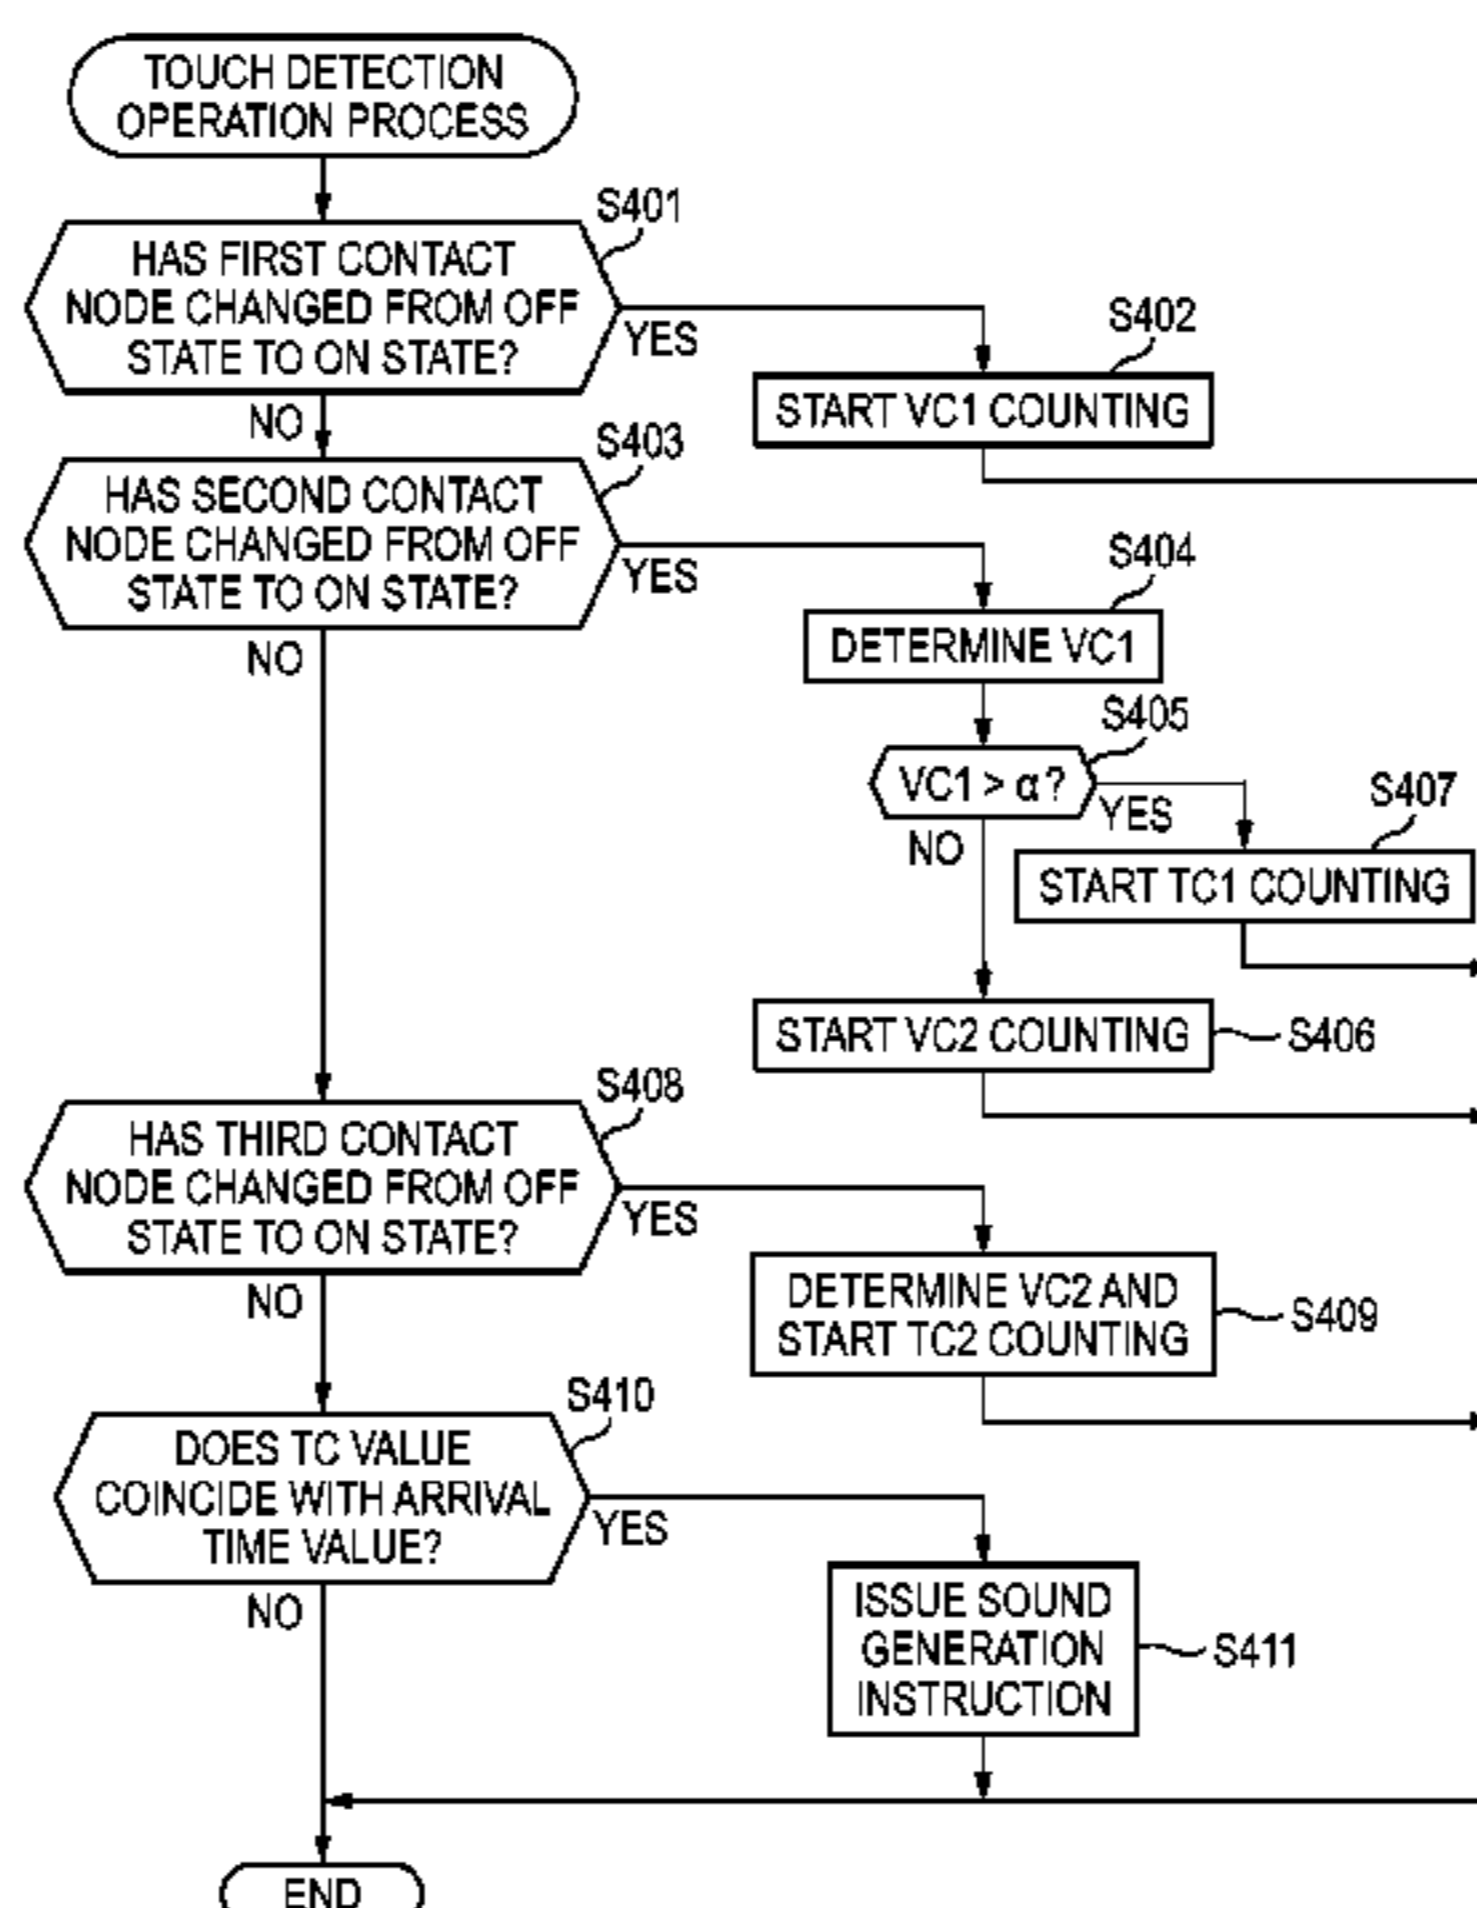 TOUCH DETECTION
OPERATION PROCESS
S401
HAS FIRST CONTACT
NODE CHANGED FROM OFF
STATE TO ON STATE?
YES
NO
S402
START VC1 COUNTING
S403
HAS SECOND CONTACT
NODE CHANGED FROM OFF
STATE TO ON STATE?
YES
NO
S404
DETERMINE VC1
S405
VC1 > α?
YES
NO
S407
START TC1 COUNTING
START VC2 COUNTING
S406
S408
HAS THIRD CONTACT
NODE CHANGED FROM OFF
STATE TO ON STATE?
YES
NO
DETERMINE VC2 AND
START TC2 COUNTING
S409
S410
DOES TC VALUE
COINCIDE WITH ARRIVAL
TIME VALUE?
YES
NO
ISSUE SOUND
GENERATION
INSTRUCTION
S411
END